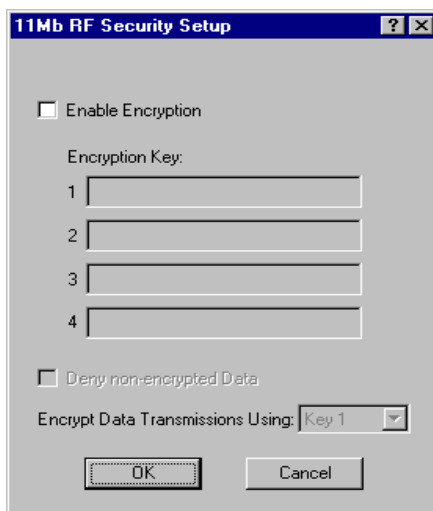 11Mb RF Security Setup
Enable Encryption
Encryption Key:
1
2
3
4
Deny non-encrypted Data
Encrypt Data Transmissions Using: Key 1
OK Cancel